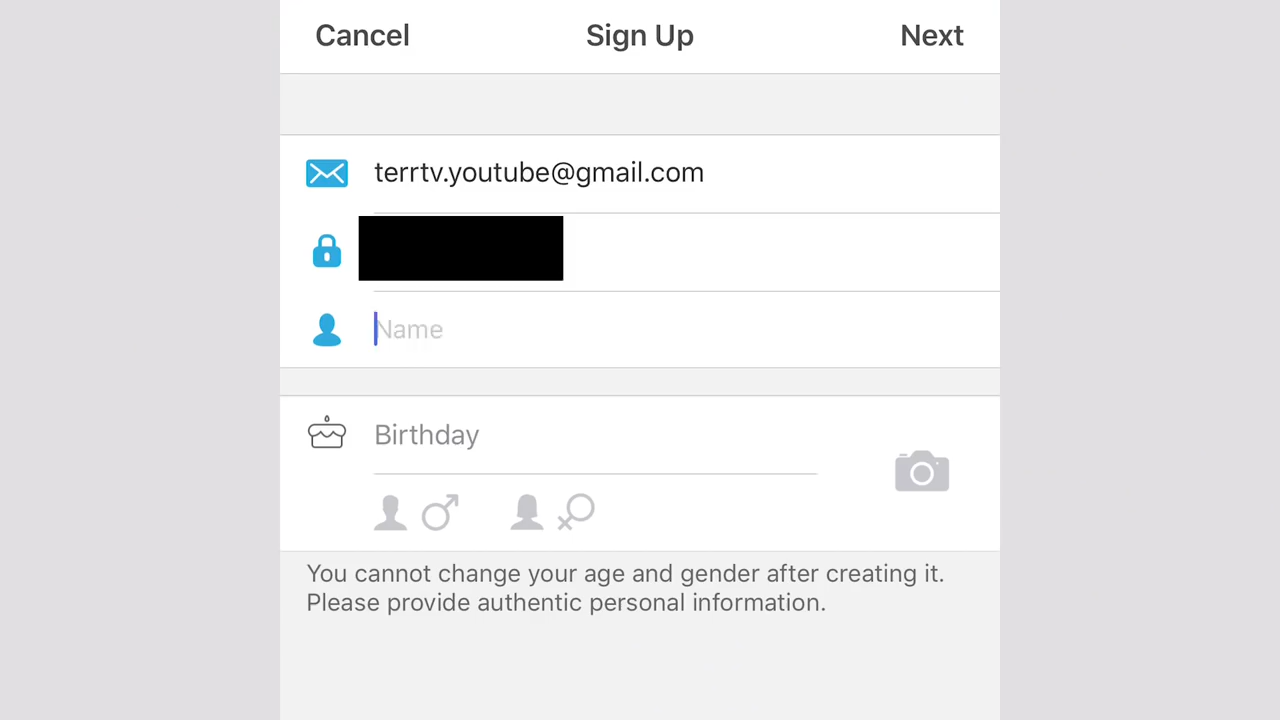 Cancel Sign Up Next
terrtv.youtube@gmail.com
Name
Birthday
You cannot change your age and gender after creating it.
Please provide authentic personal information.